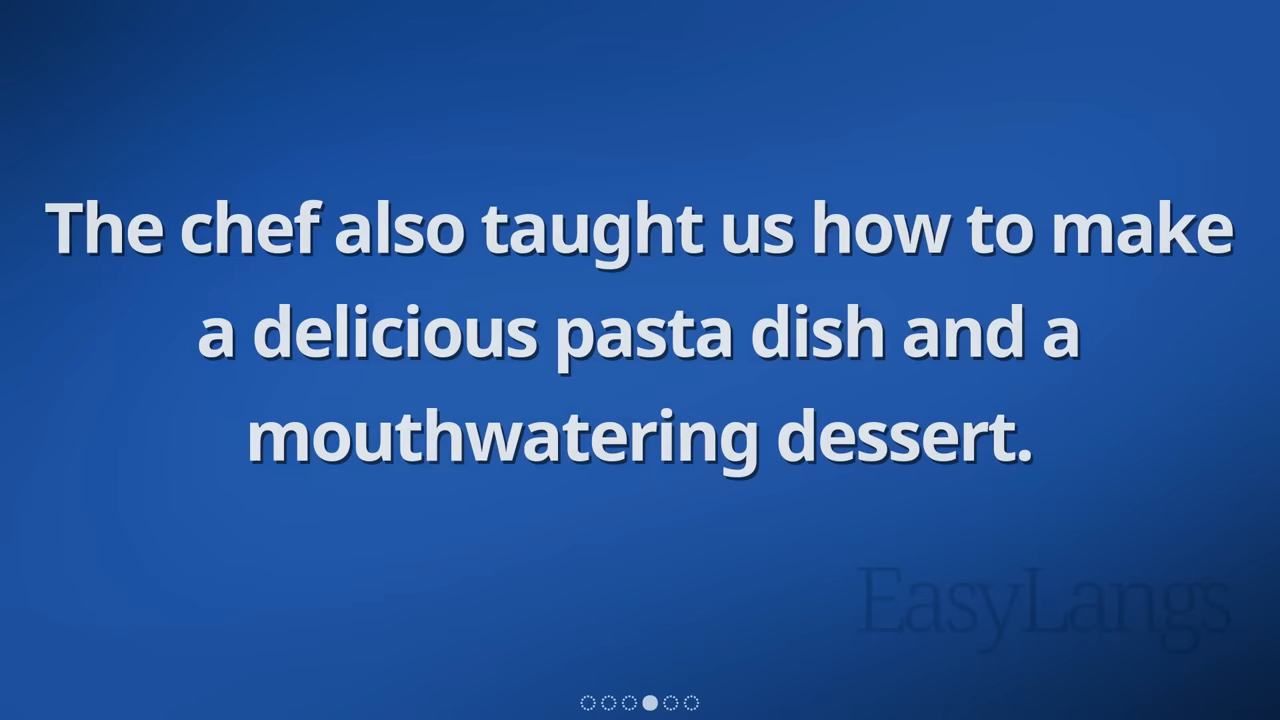 The chef also taught us how to make
a delicious pasta dish and a
mouthwatering dessert.
EasyLangs